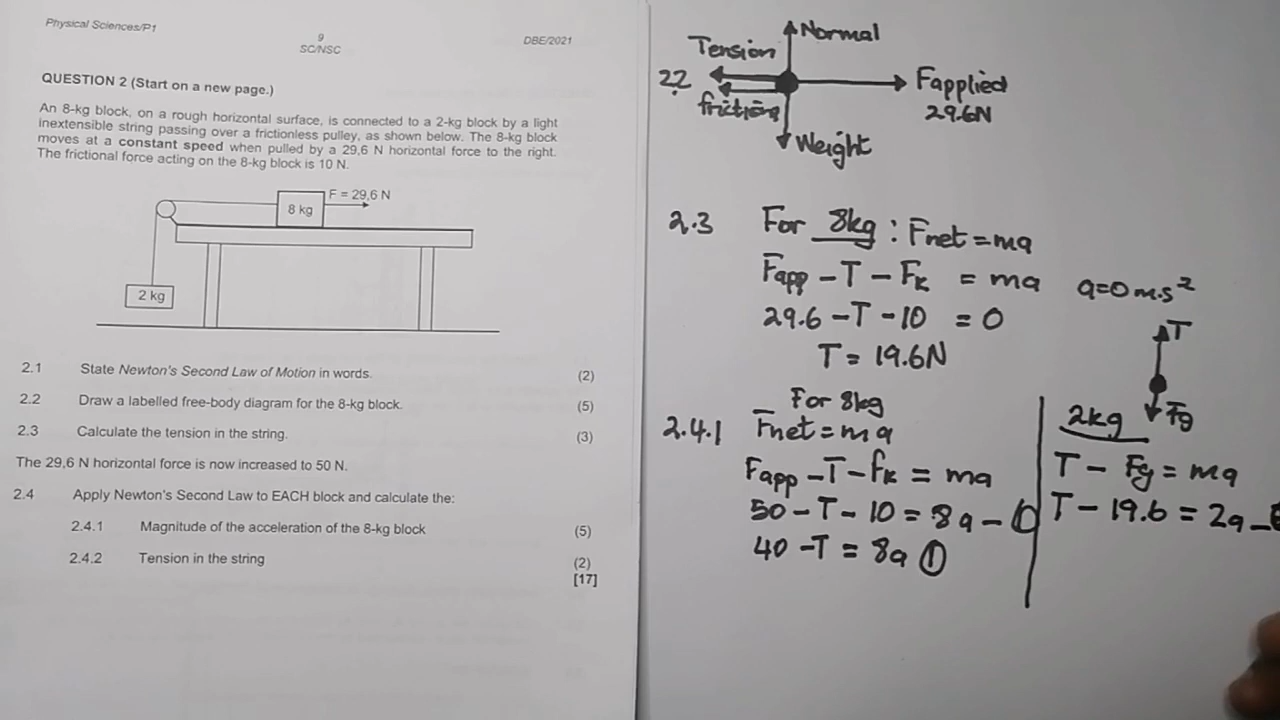 Physical Sciences/P1
9
SC/NSC
DBE/2021
QUESTION 2 (Start on a new page.)
An 8-kg block, on a rough horizontal surface, is connected to a 2-kg block by a light
inextensible string passing over a frictionless pulley, as shown below. The 8-kg block
moves at a constant speed when pulled by a 29,6 N horizontal force to the right.
The frictional force acting on the 8-kg block is 10 N.
F = 29,6 N
8 kg
2 kg
2.1 State Newton's Second Law of Motion in words. (2)
2.2 Draw a labelled free-body diagram for the 8-kg block. (5)
2.3 Calculate the tension in the string. (3)
The 29,6 N horizontal force is now increased to 50 N.
2.4 Apply Newton's Second Law to EACH block and calculate the:
2.4.1 Magnitude of the acceleration of the 8-kg block (5)
2.4.2 Tension in the string (2)
[17]
Normal
Tension
2.2
Fapplied
friction
29.6N
Weight
2.3 For 8kg : Fnet = ma
Fapp - T - Fk = ma a=0 m.s²
29.6 - T - 10 = 0
T = 19.6N
T
Fg
For 8kg
2.4.1 Fnet = ma
Fapp - T - fk = ma
50 - T - 10 = 8a - ①
40 - T = 8a ①
2kg
T - Fg = ma
T - 19.6 = 2a -